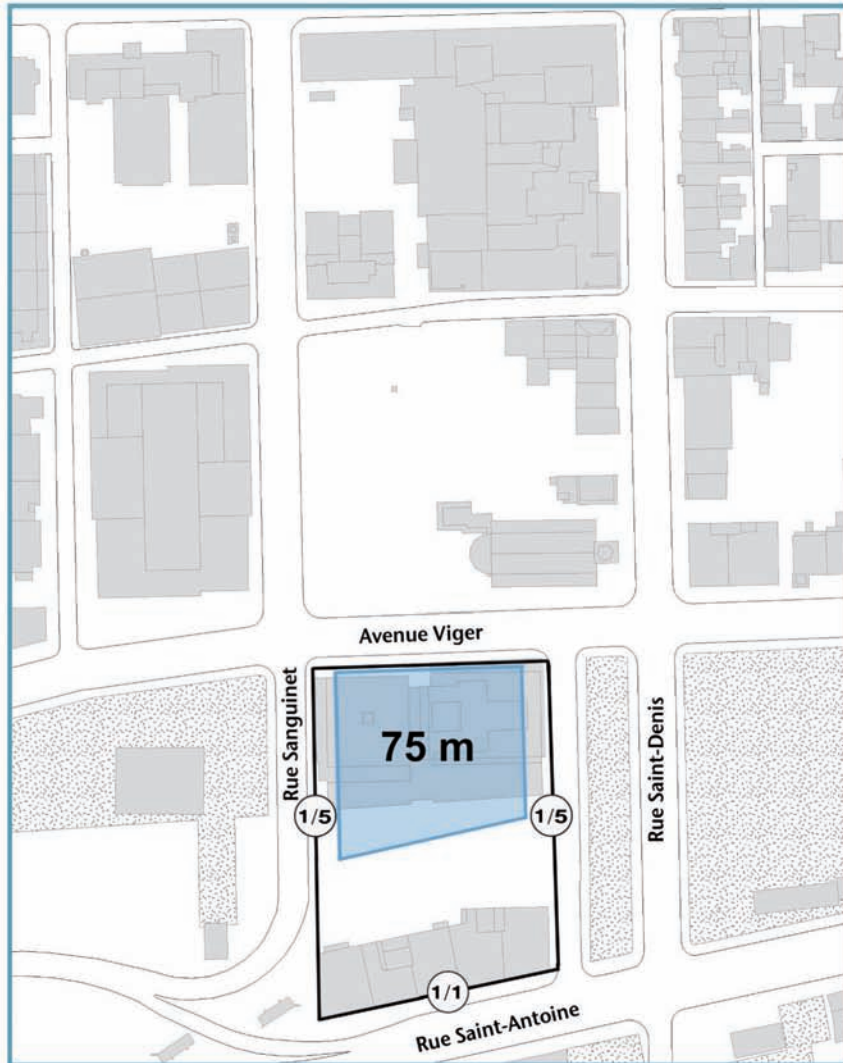 Avenue Viger
Rue Sanguinet
75 m
Rue Saint-Denis
1/5
1/5
1/1
Rue Saint-Antoine